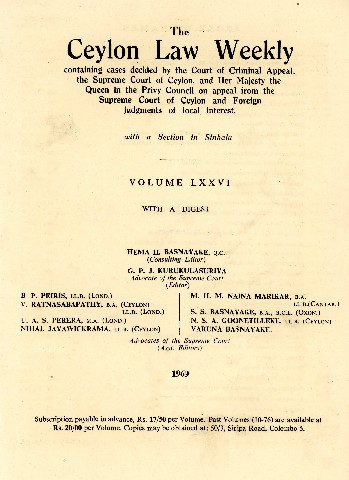 The
Ceylon Law Weekly
containing cases decided by the Court of Criminal Appeal,
the Supreme Court of Ceylon, and Her Majesty the
Queen in the Privy Council on appeal from the
Supreme Court of Ceylon and Foreign
Judgments of local interest.
with a Section in Sinhala
VOLUME LXXVI
WITH A DIGEST
HEMA H. BASNAYAKE, Q.C.
(Consulting Editor)
G. P. J. KURUKULASURIYA
Advocate of the Supreme Court
(Editor)
B. P. PEIRIS, LL.B. (LOND.)
V. RATNASABAPATHY, B.A. (CEYLON)
LL.B. (LOND.)
A. S. PERERA, M.A. (LOND.)
NIHAL JAYAWICKRAMA, LL.B. (CEYLON)
M. H. M. NAINA MARIKAR, B.A.
LL.B. (CANTAB.)
S. S. BASNAYAKE, B.A., B.C.L. (OXON.)
N. S. A. GOONETILLEKE, LL.B. (CEYLON)
VARUNA BASNAYAKE.
Advocates of the Supreme Court
(Asst. Editors)
1969
Subscription payable in advance, Rs. 17/50 per Volume. Past Volumes (10-76) are available at
Rs. 20/00 per Volume. Copies may be obtained at: 50/3, Siripa Road, Colombo 5.